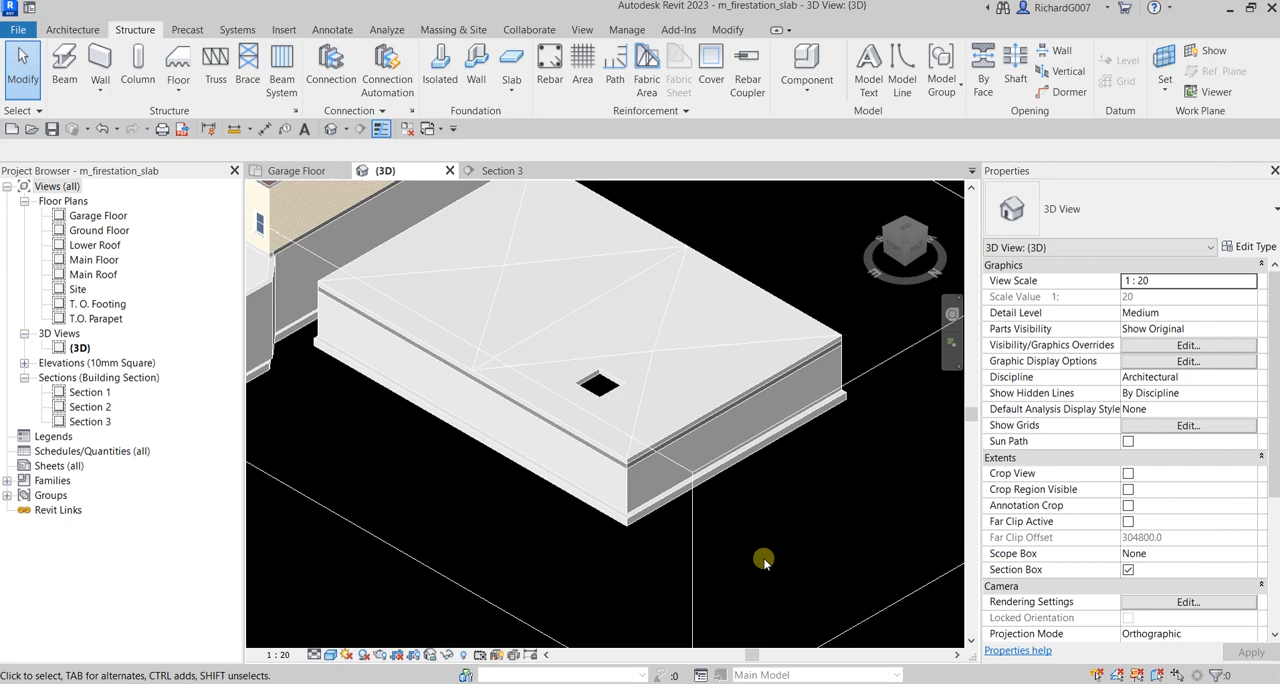 Autodesk Revit 2023 - m_firestation_slab - 3D View: {3D}
RichardG007
File Architecture Structure Precast Systems Insert Annotate Analyze Massing & Site Collaborate View Manage Add-Ins Modify
Modify Beam Wall Column Floor Truss Brace Beam System Connection Connection Automation Isolated Wall Slab Rebar Area Path Fabric Area Fabric Sheet Cover Rebar Coupler Component Model Text Model Line Model Group By Face Shaft Wall Vertical Dormer Level Grid Set Show Ref Plane Viewer
Select Structure Connection Foundation Reinforcement Model Opening Datum Work Plane
Project Browser - m_firestation_slab
Views (all)
Floor Plans
Garage Floor
Ground Floor
Lower Roof
Main Floor
Main Roof
Site
T. O. Footing
T.O. Parapet
3D Views
{3D}
Elevations (10mm Square)
Sections (Building Section)
Section 1
Section 2
Section 3
Legends
Schedules/Quantities (all)
Sheets (all)
Families
Groups
Revit Links
Garage Floor {3D} Section 3
1 : 20
Properties
3D View
3D View: {3D} Edit Type
Graphics
View Scale 1 : 20
Scale Value 1: 20
Detail Level Medium
Parts Visibility Show Original
Visibility/Graphics Overrides Edit...
Graphic Display Options Edit...
Discipline Architectural
Show Hidden Lines By Discipline
Default Analysis Display Style None
Show Grids Edit...
Sun Path
Extents
Crop View
Crop Region Visible
Annotation Crop
Far Clip Active
Far Clip Offset 304800.0
Scope Box None
Section Box
Camera
Rendering Settings Edit...
Locked Orientation
Projection Mode Orthographic
Properties help Apply
Click to select, TAB for alternates, CTRL adds, SHIFT unselects. :0 Main Model :0